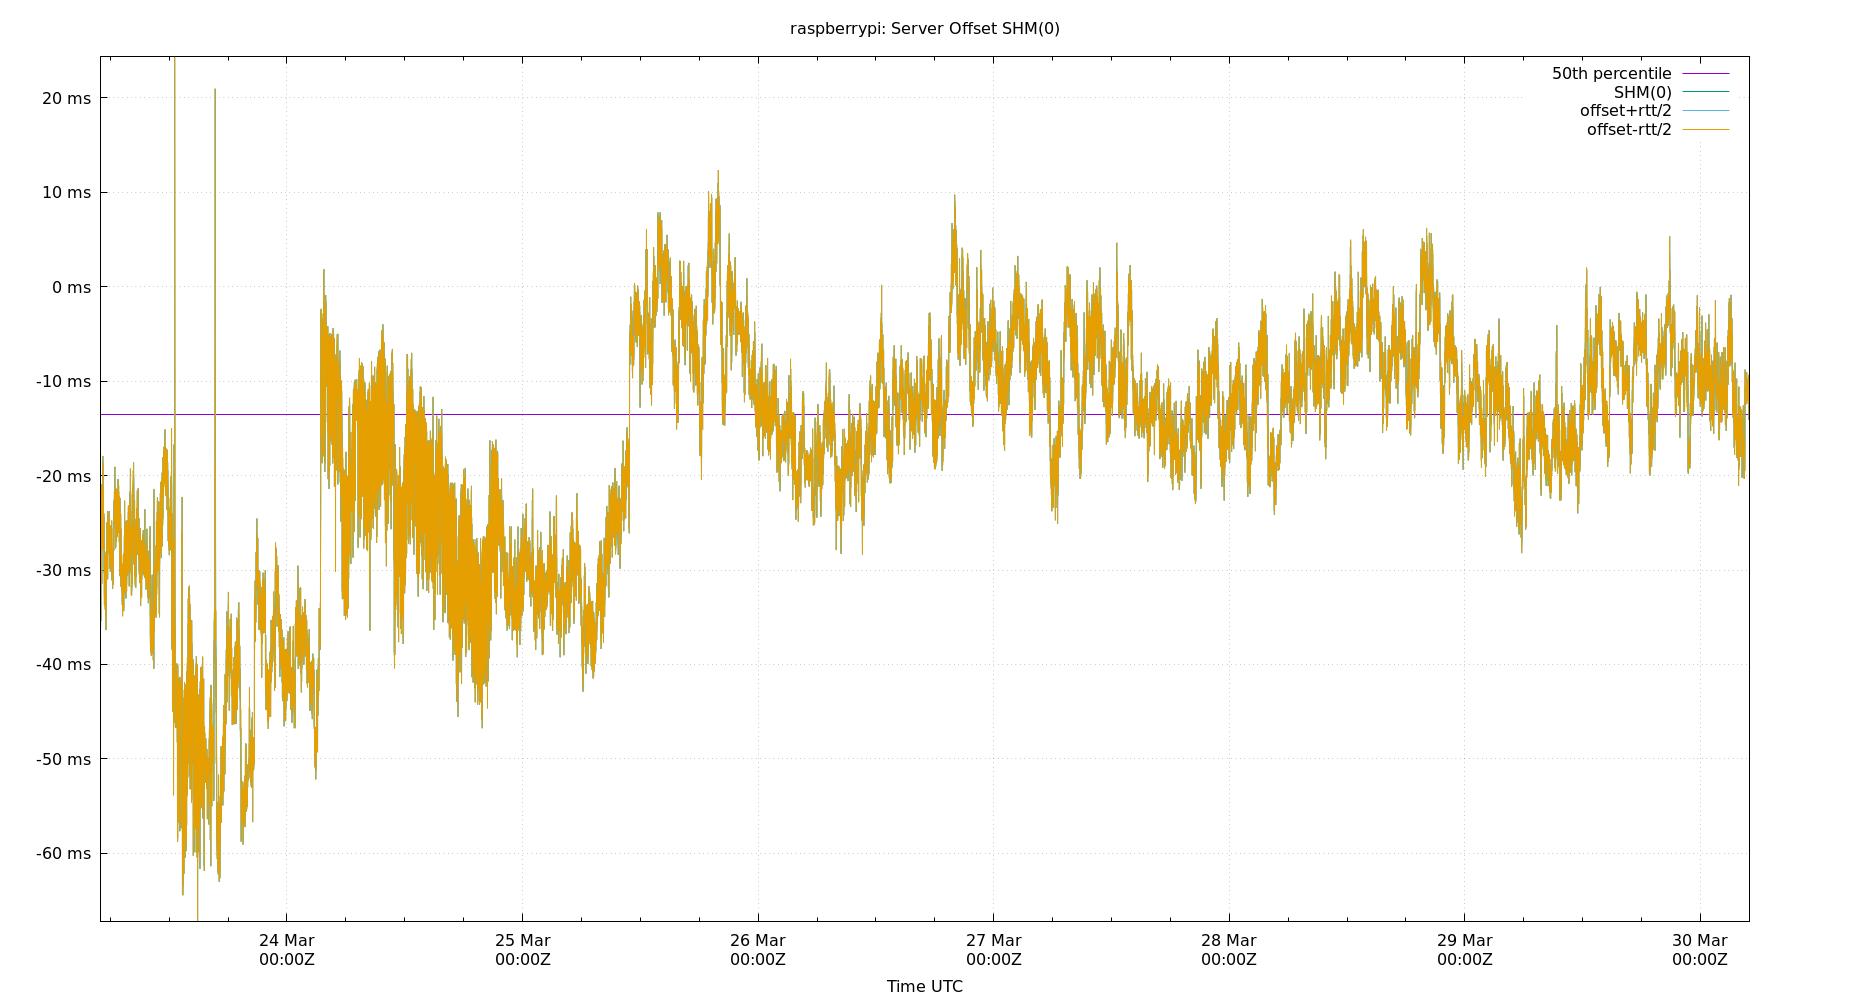 raspberrypi: Server Offset SHM(0)
50th percentile
SHM(0)
offset+rtt/2
offset-rtt/2
20 ms
10 ms
0 ms
-10 ms
-20 ms
-30 ms
-40 ms
-50 ms
-60 ms
24 Mar 25 Mar 26 Mar 27 Mar 28 Mar 29 Mar 30 Mar
00:00Z 00:00Z 00:00Z 00:00Z 00:00Z 00:00Z 00:00Z
Time UTC